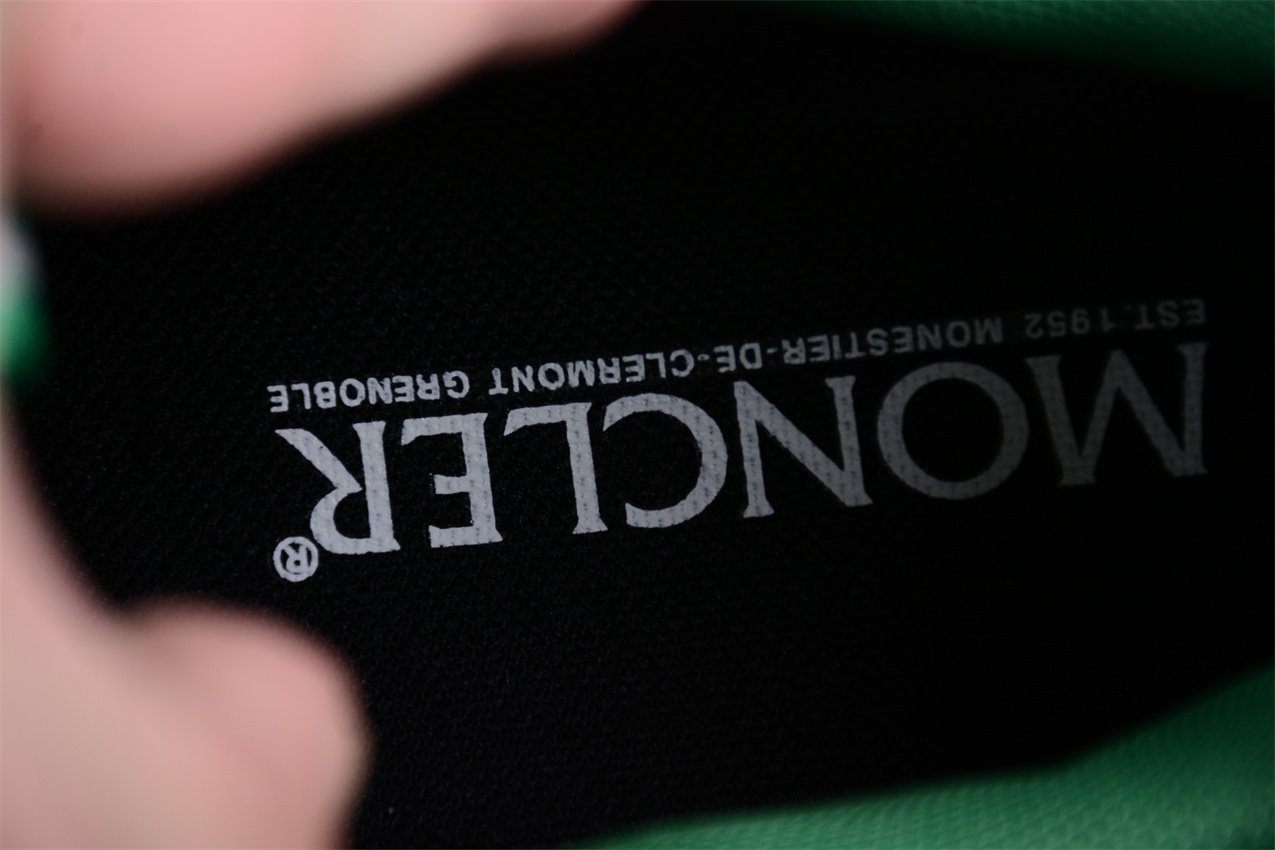 MONCLER®
EST. 1952 MONESTIER-DE-CLERMONT GRENOBLE